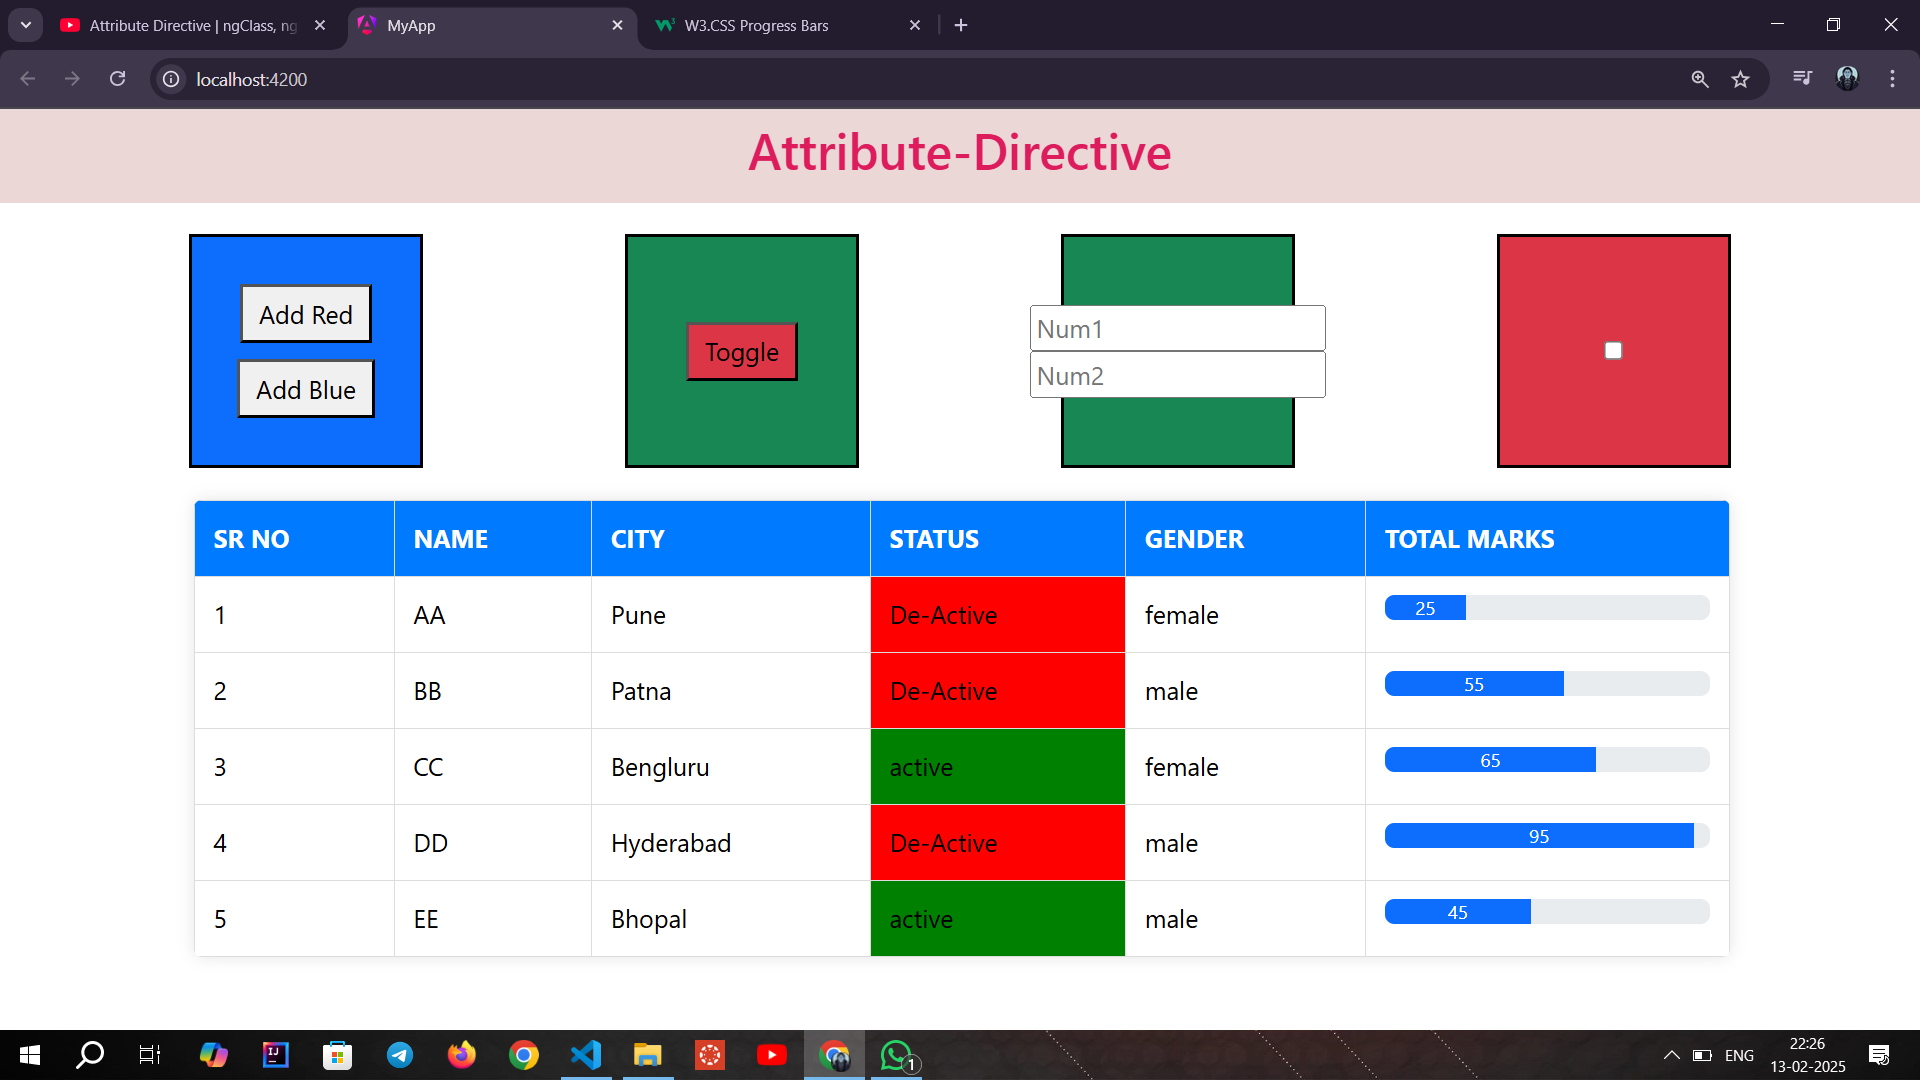 Attribute Directive | ngClass, ng
MyApp
W3.CSS Progress Bars
localhost:4200
Attribute-Directive
Add Red
Add Blue
Toggle
Num1
Num2
SR NO NAME CITY STATUS GENDER TOTAL MARKS
1 AA Pune De-Active female 25
2 BB Patna De-Active male 55
3 CC Bengluru active female 65
4 DD Hyderabad De-Active male 95
5 EE Bhopal active male 45
IJ
1
ENG
22:26
13-02-2025